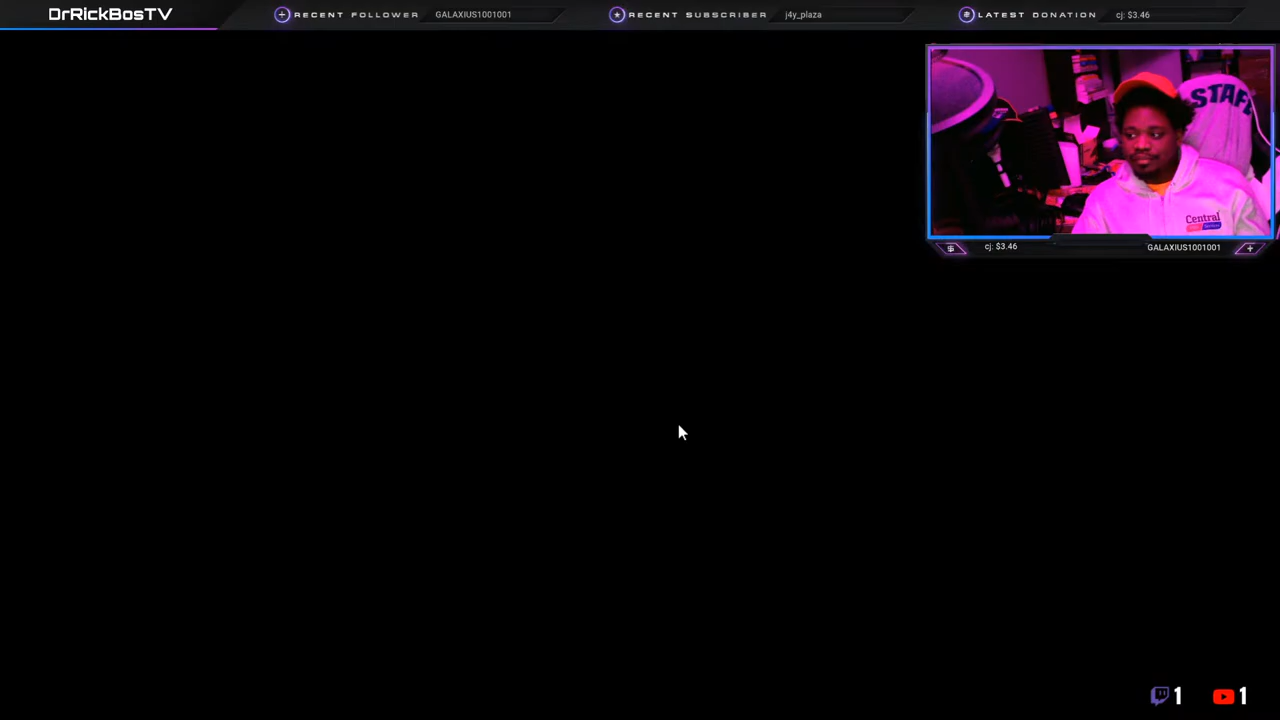 DrRickBosTV
RECENT FOLLOWER GALAXIUS1001001
RECENT SUBSCRIBER j4y_plaza
LATEST DONATION cj: $3.46
STAFF
Central
cj: $3.46
GALAXIUS1001001
1
1